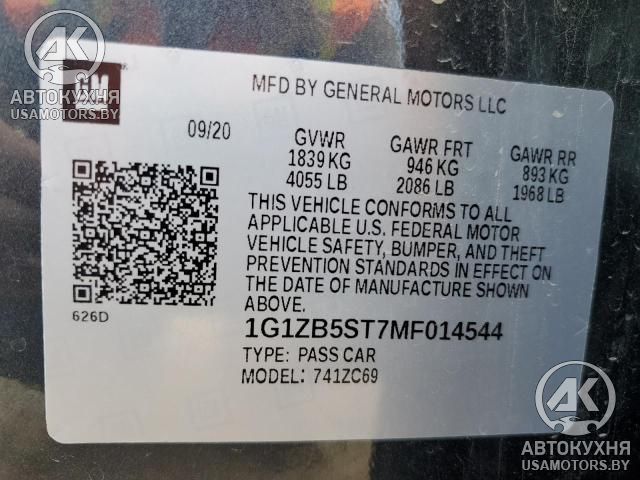 АК
АВТОКУХНЯ
USAMOTORS.BY
GM
MFD BY GENERAL MOTORS LLC
09/20
GVWR GAWR FRT GAWR RR
1839 KG 946 KG 893 KG
4055 LB 2086 LB 1968 LB
THIS VEHICLE CONFORMS TO ALL
APPLICABLE U.S. FEDERAL MOTOR
VEHICLE SAFETY, BUMPER, AND THEFT
PREVENTION STANDARDS IN EFFECT ON
THE DATE OF MANUFACTURE SHOWN
ABOVE.
626D
1G1ZB5ST7MF014544
TYPE: PASS CAR
MODEL: 741ZC69
АК
АВТОКУХНЯ
USAMOTORS.BY